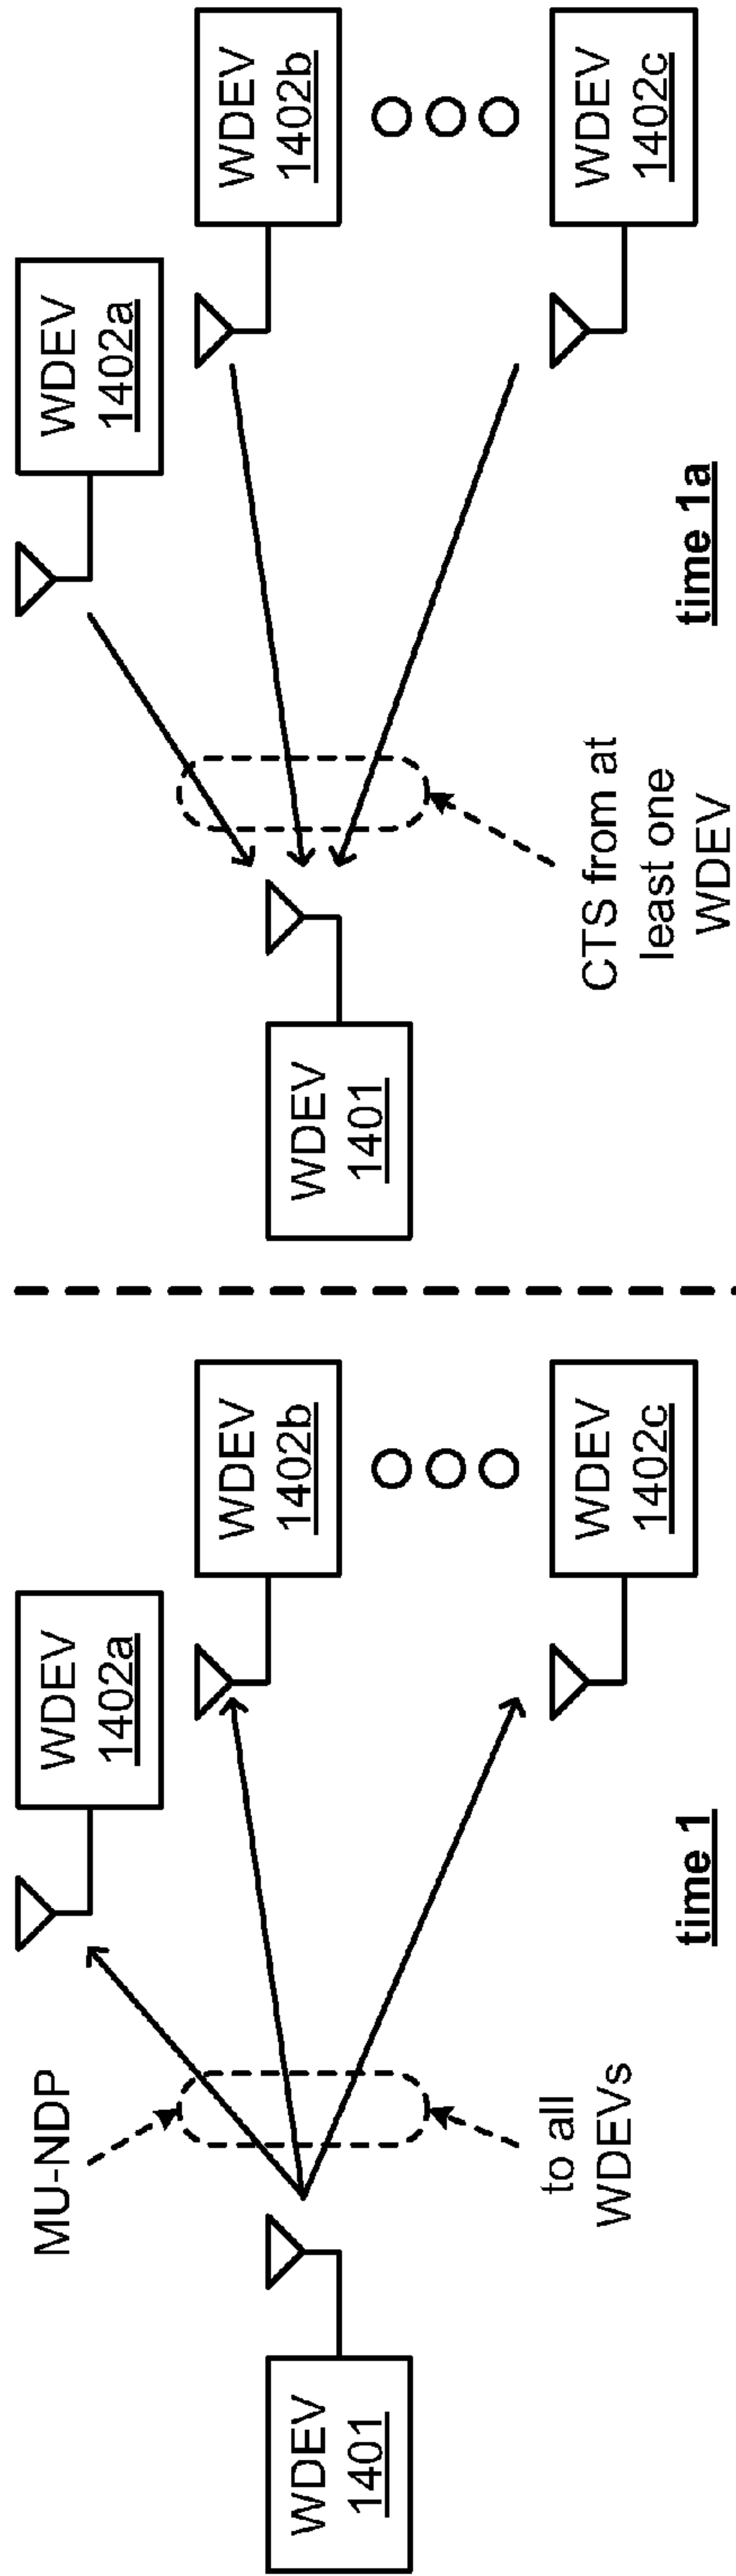 MU-NDP
WDEV
1401
WDEV
1402a
WDEV
1402b
WDEV
1402c
to all
WDEVs
time 1
WDEV
1401
WDEV
1402a
WDEV
1402b
WDEV
1402c
CTS from at
least one
WDEV
time 1a